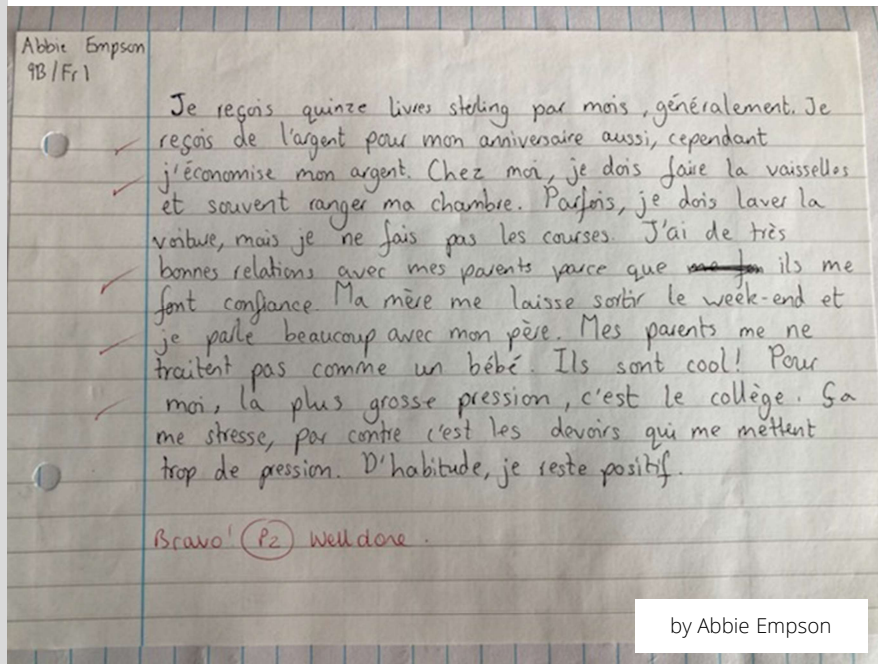 Abbie Empson
9B/Fr1
Je reçois quinze livres sterling par mois, généralement. Je
reçois de l'argent pour mon anniversaire aussi, cependant
j'économise mon argent. Chez moi, je dois faire la vaisselles
et souvent ranger ma chambre. Parfois, je dois laver la
voiture, mais je ne fais pas les courses. J'ai de très
bonnes relations avec mes parents parce que ils me
font confiance. Ma mère me laisse sortir le week-end et
je parle beaucoup avec mon père. Mes parents me ne
traitent pas comme un bébé. Ils sont cool! Pour
moi, la plus grosse pression, c'est le collège. Ça
me stresse, par contre c'est les devoirs qui me mettent
trop de pression. D'habitude, je reste positif.
Bravo! P2 Well done.
by Abbie Empson